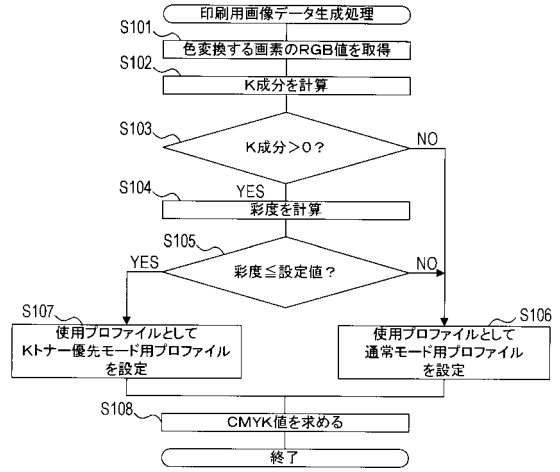 印刷用画像データ生成処理
S101
色変換する画素のRGB値を取得
S102
K成分を計算
S103
K成分>0?
NO
YES
S104
彩度を計算
S105
彩度≦設定値?
YES
NO
S107
使用プロファイルとして
Kトナー優先モード用プロファイル
を設定
S106
使用プロファイルとして
通常モード用プロファイル
を設定
S108
CMYK値を求める
終了